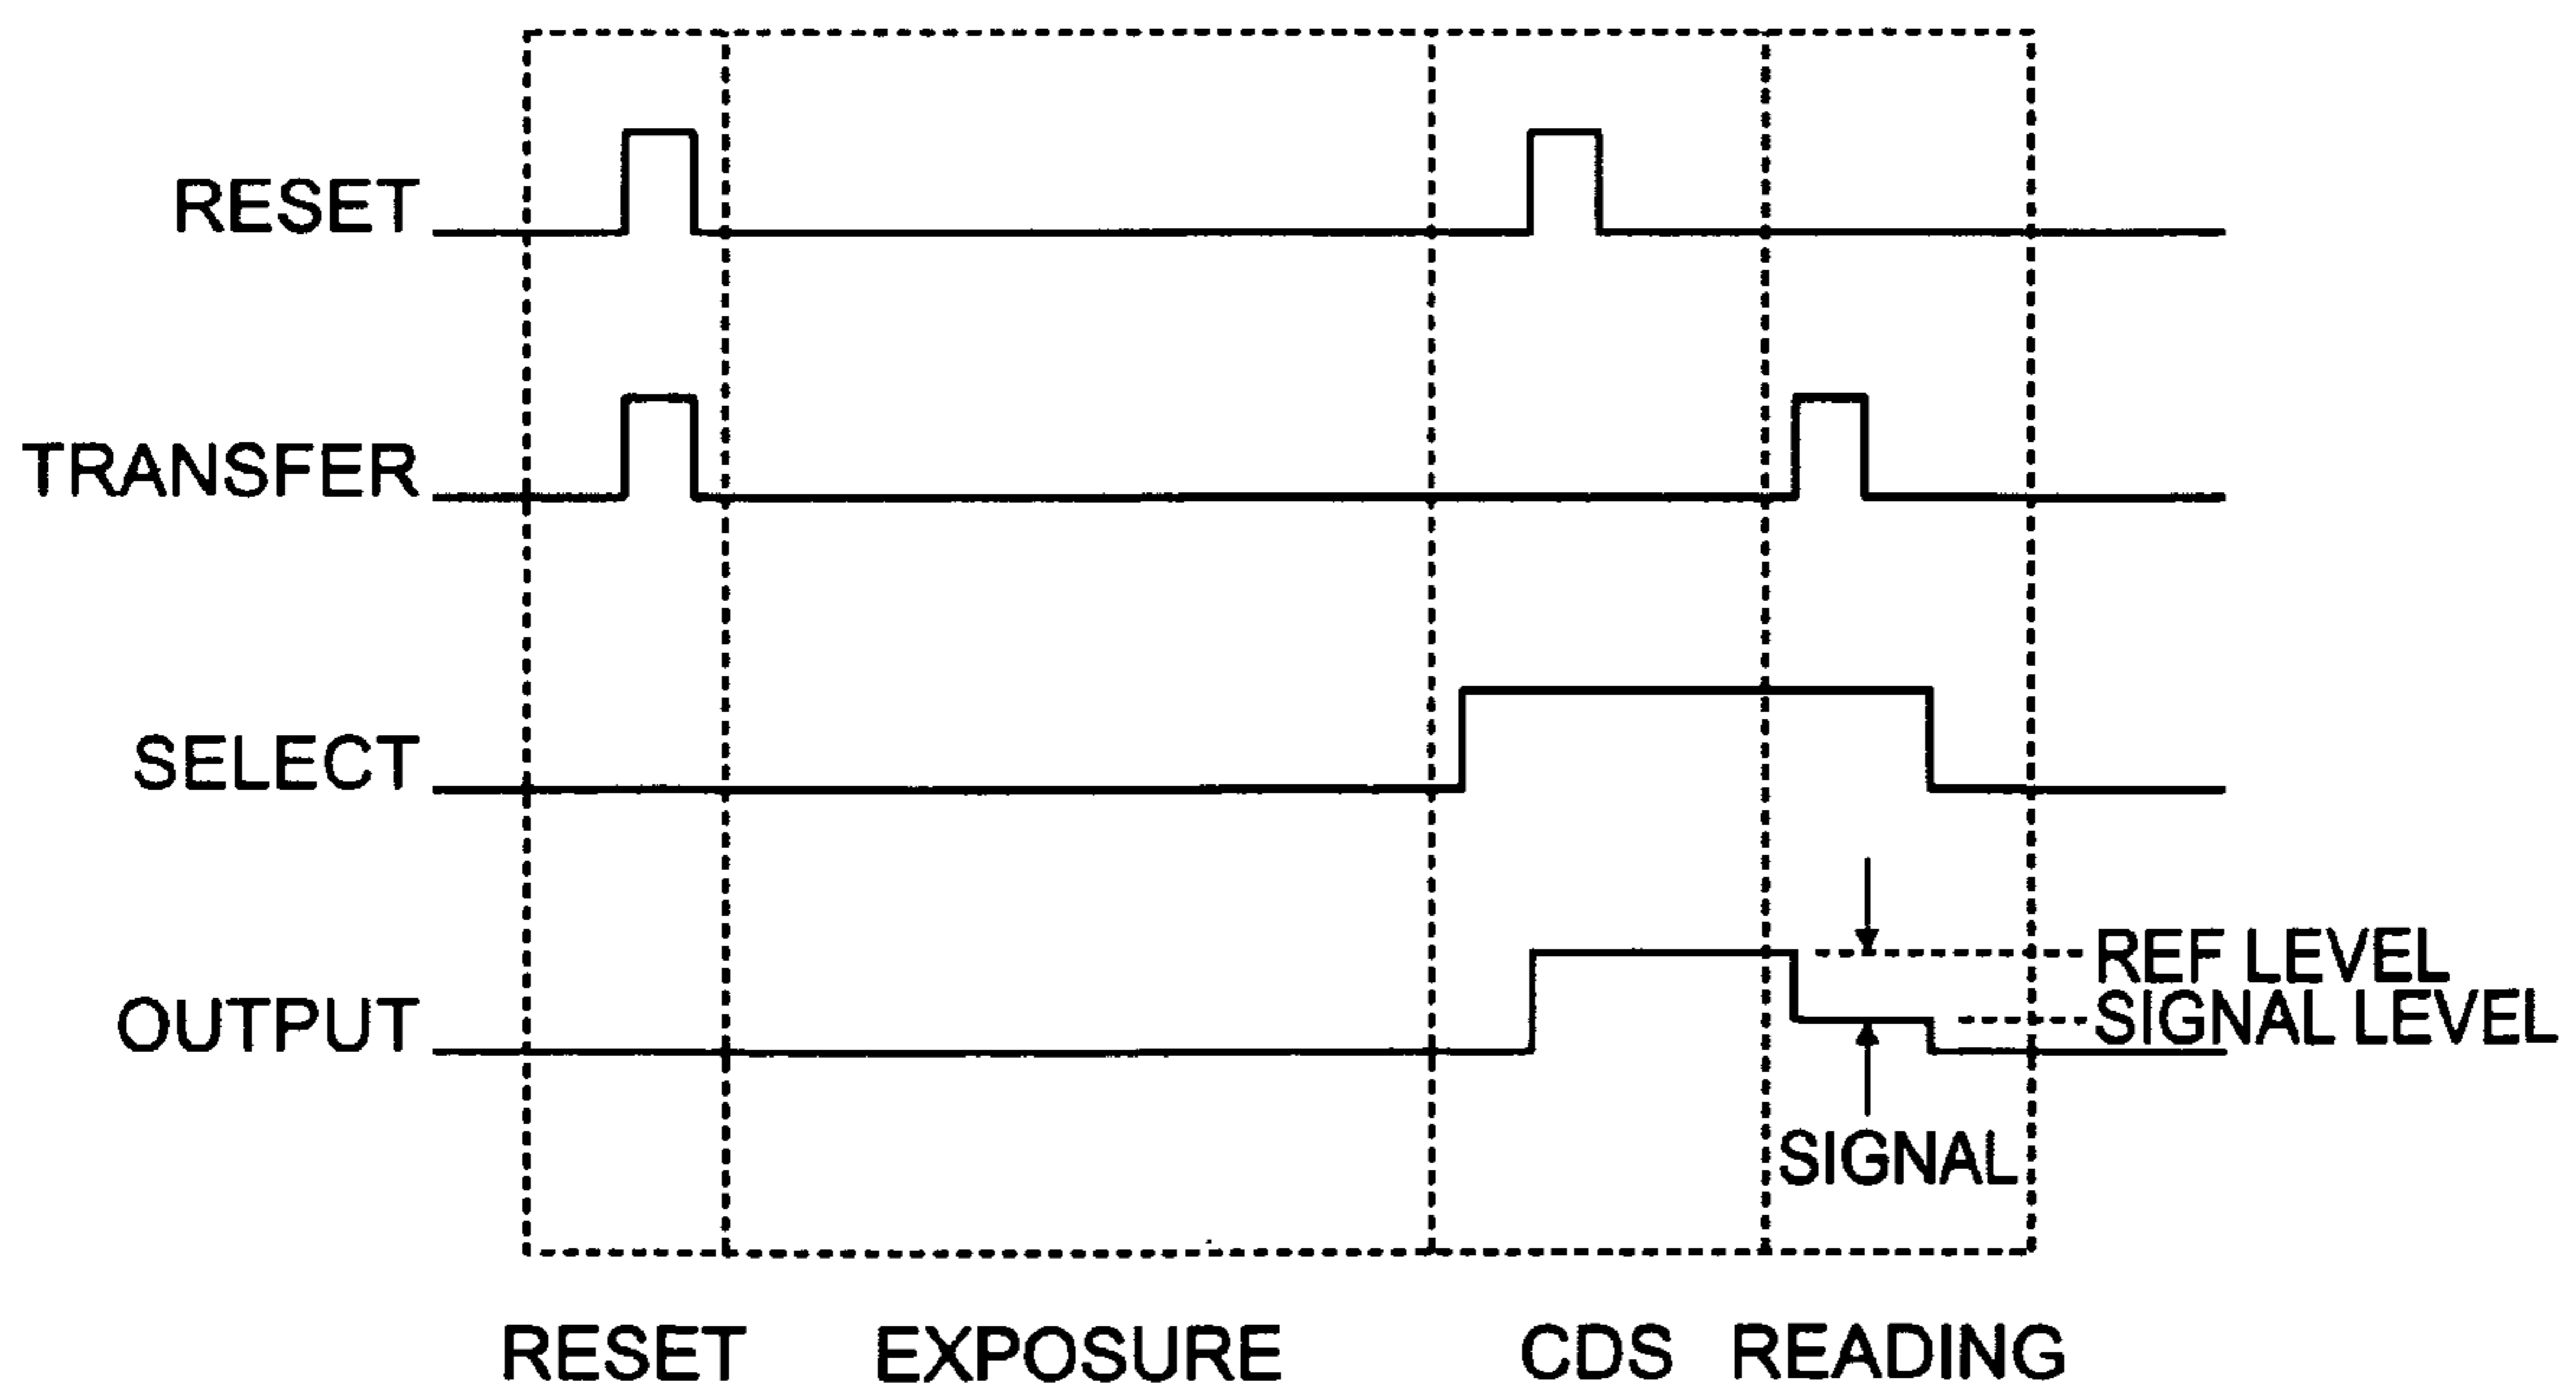 RESET
TRANSFER
SELECT
OUTPUT
REF LEVEL
SIGNAL LEVEL
SIGNAL
RESET EXPOSURE CDS READING